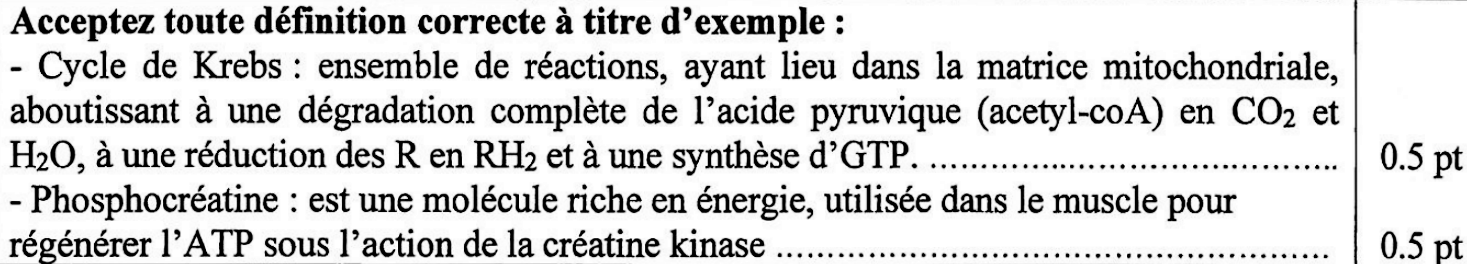 Acceptez toute définition correcte à titre d'exemple :
- Cycle de Krebs : ensemble de réactions, ayant lieu dans la matrice mitochondriale,
aboutissant à une dégradation complète de l'acide pyruvique (acetyl-coA) en CO₂ et
H₂O, à une réduction des R en RH₂ et à une synthèse d'GTP. ............................................ 0.5 pt
- Phosphocréatine : est une molécule riche en énergie, utilisée dans le muscle pour
régénérer l'ATP sous l'action de la créatine kinase ............................................................ 0.5 pt